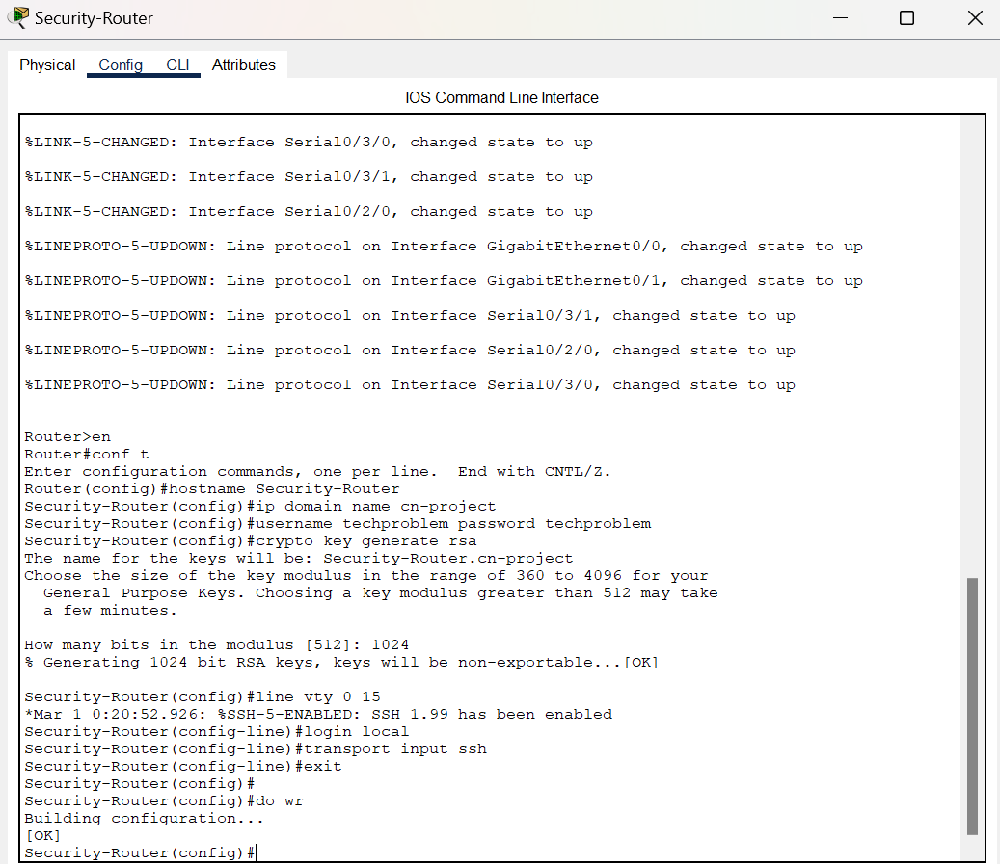 Security-Router
Physical Config CLI Attributes
IOS Command Line Interface
%LINK-5-CHANGED: Interface Serial0/3/0, changed state to up
%LINK-5-CHANGED: Interface Serial0/3/1, changed state to up
%LINK-5-CHANGED: Interface Serial0/2/0, changed state to up
%LINEPROTO-5-UPDOWN: Line protocol on Interface GigabitEthernet0/0, changed state to up
%LINEPROTO-5-UPDOWN: Line protocol on Interface GigabitEthernet0/1, changed state to up
%LINEPROTO-5-UPDOWN: Line protocol on Interface Serial0/3/1, changed state to up
%LINEPROTO-5-UPDOWN: Line protocol on Interface Serial0/2/0, changed state to up
%LINEPROTO-5-UPDOWN: Line protocol on Interface Serial0/3/0, changed state to up
Router>en
Router#conf t
Enter configuration commands, one per line.  End with CNTL/Z.
Router(config)#hostname Security-Router
Security-Router(config)#ip domain name cn-project
Security-Router(config)#username techproblem password techproblem
Security-Router(config)#crypto key generate rsa
The name for the keys will be: Security-Router.cn-project
Choose the size of the key modulus in the range of 360 to 4096 for your
  General Purpose Keys. Choosing a key modulus greater than 512 may take
  a few minutes.
How many bits in the modulus [512]: 1024
% Generating 1024 bit RSA keys, keys will be non-exportable...[OK]
Security-Router(config)#line vty 0 15
*Mar 1 0:20:52.926: %SSH-5-ENABLED: SSH 1.99 has been enabled
Security-Router(config-line)#login local
Security-Router(config-line)#transport input ssh
Security-Router(config-line)#exit
Security-Router(config)#
Security-Router(config)#do wr
Building configuration...
[OK]
Security-Router(config)#